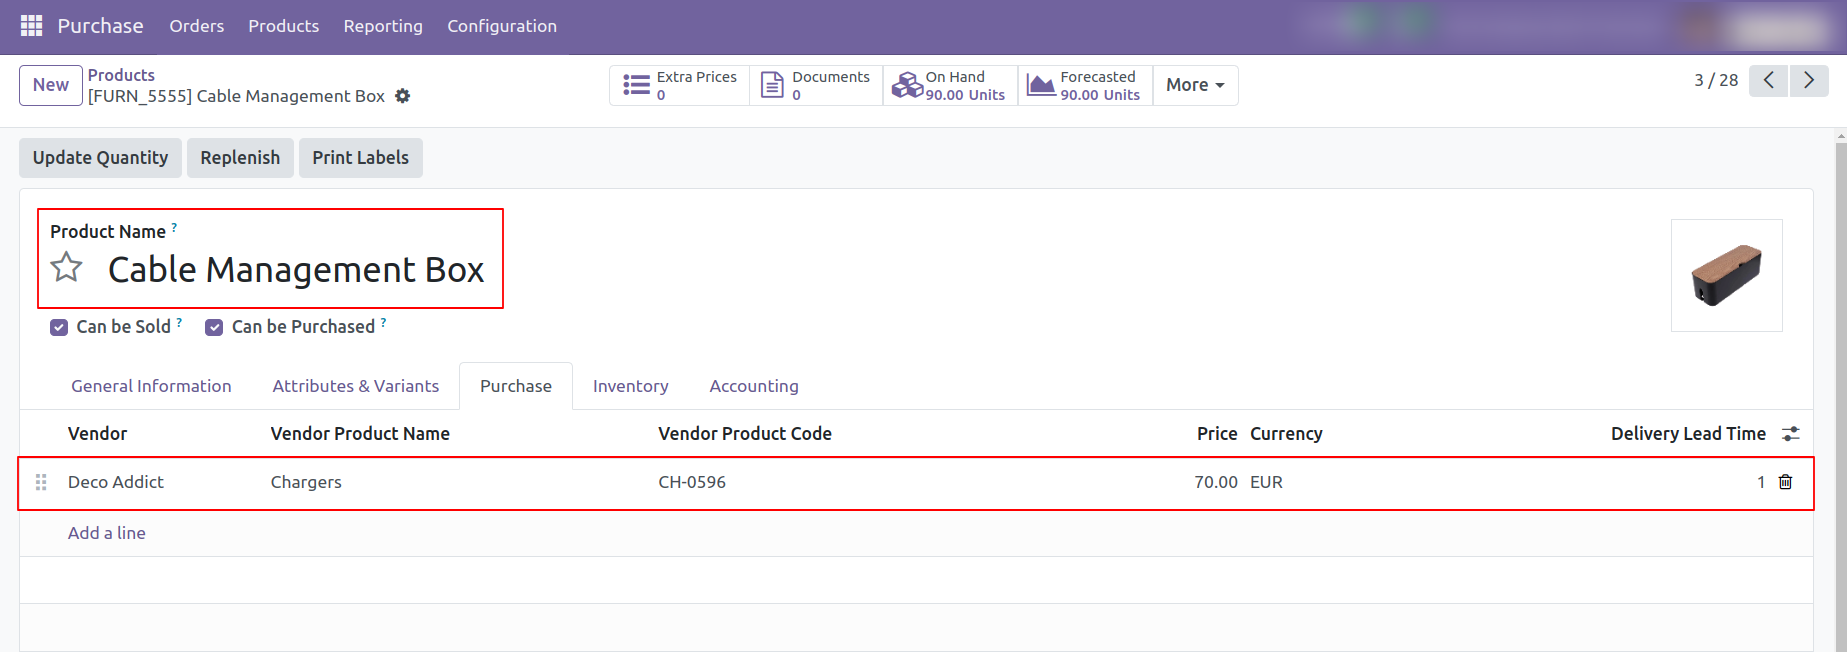 Purchase Orders Products Reporting Configuration
New
Products
[FURN_5555] Cable Management Box
Extra Prices
0
Documents
0
On Hand
90.00 Units
Forecasted
90.00 Units
More
3 / 28
Update Quantity Replenish Print Labels
Product Name ?
Cable Management Box
Can be Sold ? Can be Purchased ?
General Information Attributes & Variants Purchase Inventory Accounting
Vendor Vendor Product Name Vendor Product Code Price Currency Delivery Lead Time
Deco Addict Chargers CH-0596 70.00 EUR 1
Add a line